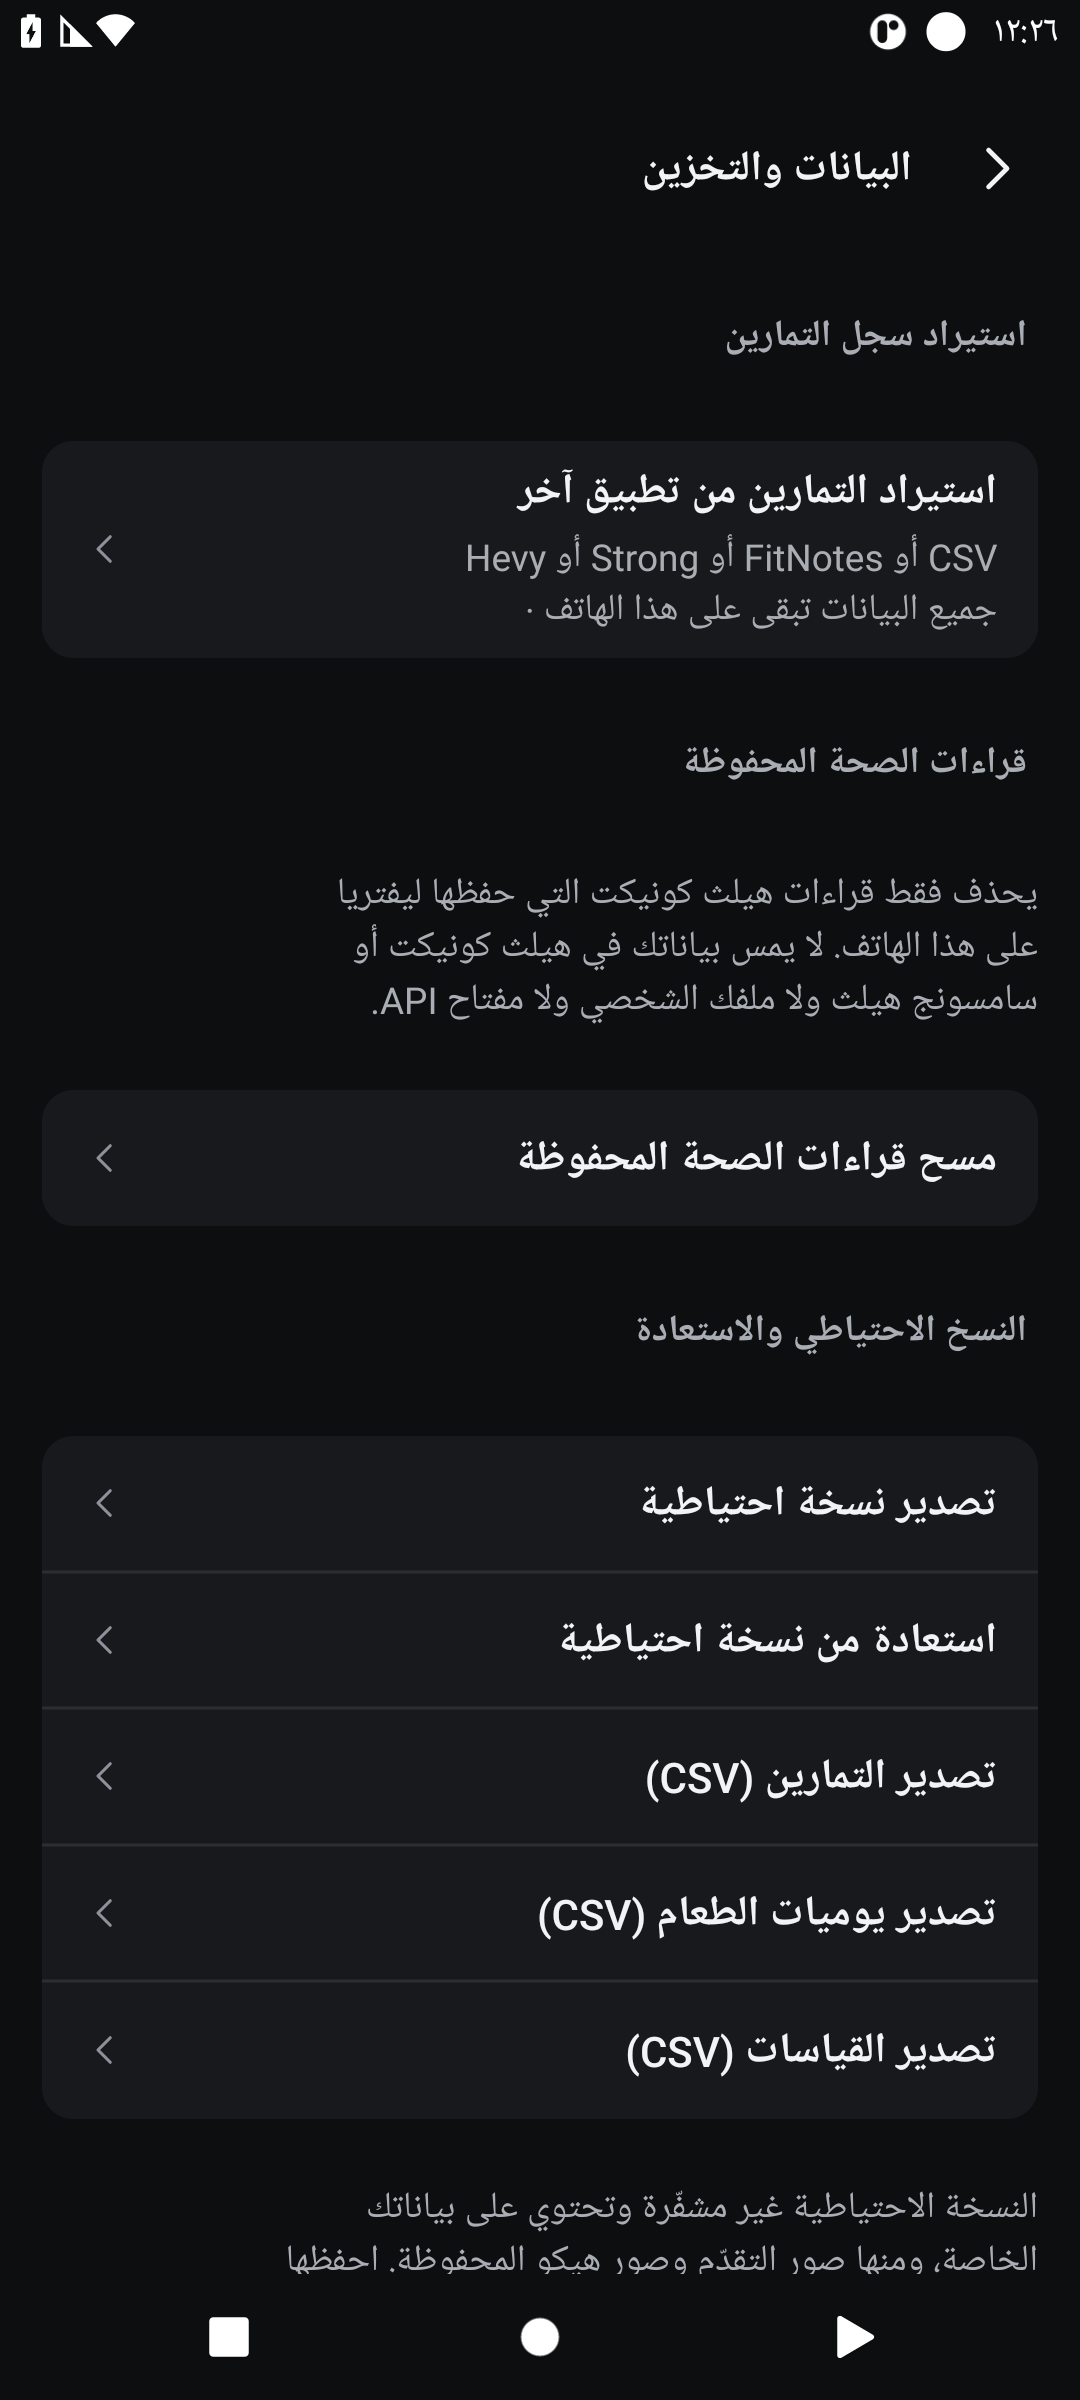 ١٢:٢٦
البيانات والتخزين
استيراد سجل التمارين
استيراد التمارين من تطبيق آخر
CSV أو FitNotes أو Strong أو Hevy
جميع البيانات تبقى على هذا الهاتف ·
قراءات الصحة المحفوظة
يحذف فقط قراءات هيلث كونيكت التي حفظها ليفتريا
على هذا الهاتف. لا يمس بياناتك في هيلث كونيكت أو
سامسونج هيلث ولا ملفك الشخصي ولا مفتاح API.
مسح قراءات الصحة المحفوظة
النسخ الاحتياطي والاستعادة
تصدير نسخة احتياطية
استعادة من نسخة احتياطية
تصدير التمارين (CSV)
تصدير يوميات الطعام (CSV)
تصدير القياسات (CSV)
النسخة الاحتياطية غير مشفّرة وتحتوي على بياناتك
الخاصة، ومنها صور التقدّم وصور هيكو المحفوظة. احفظها